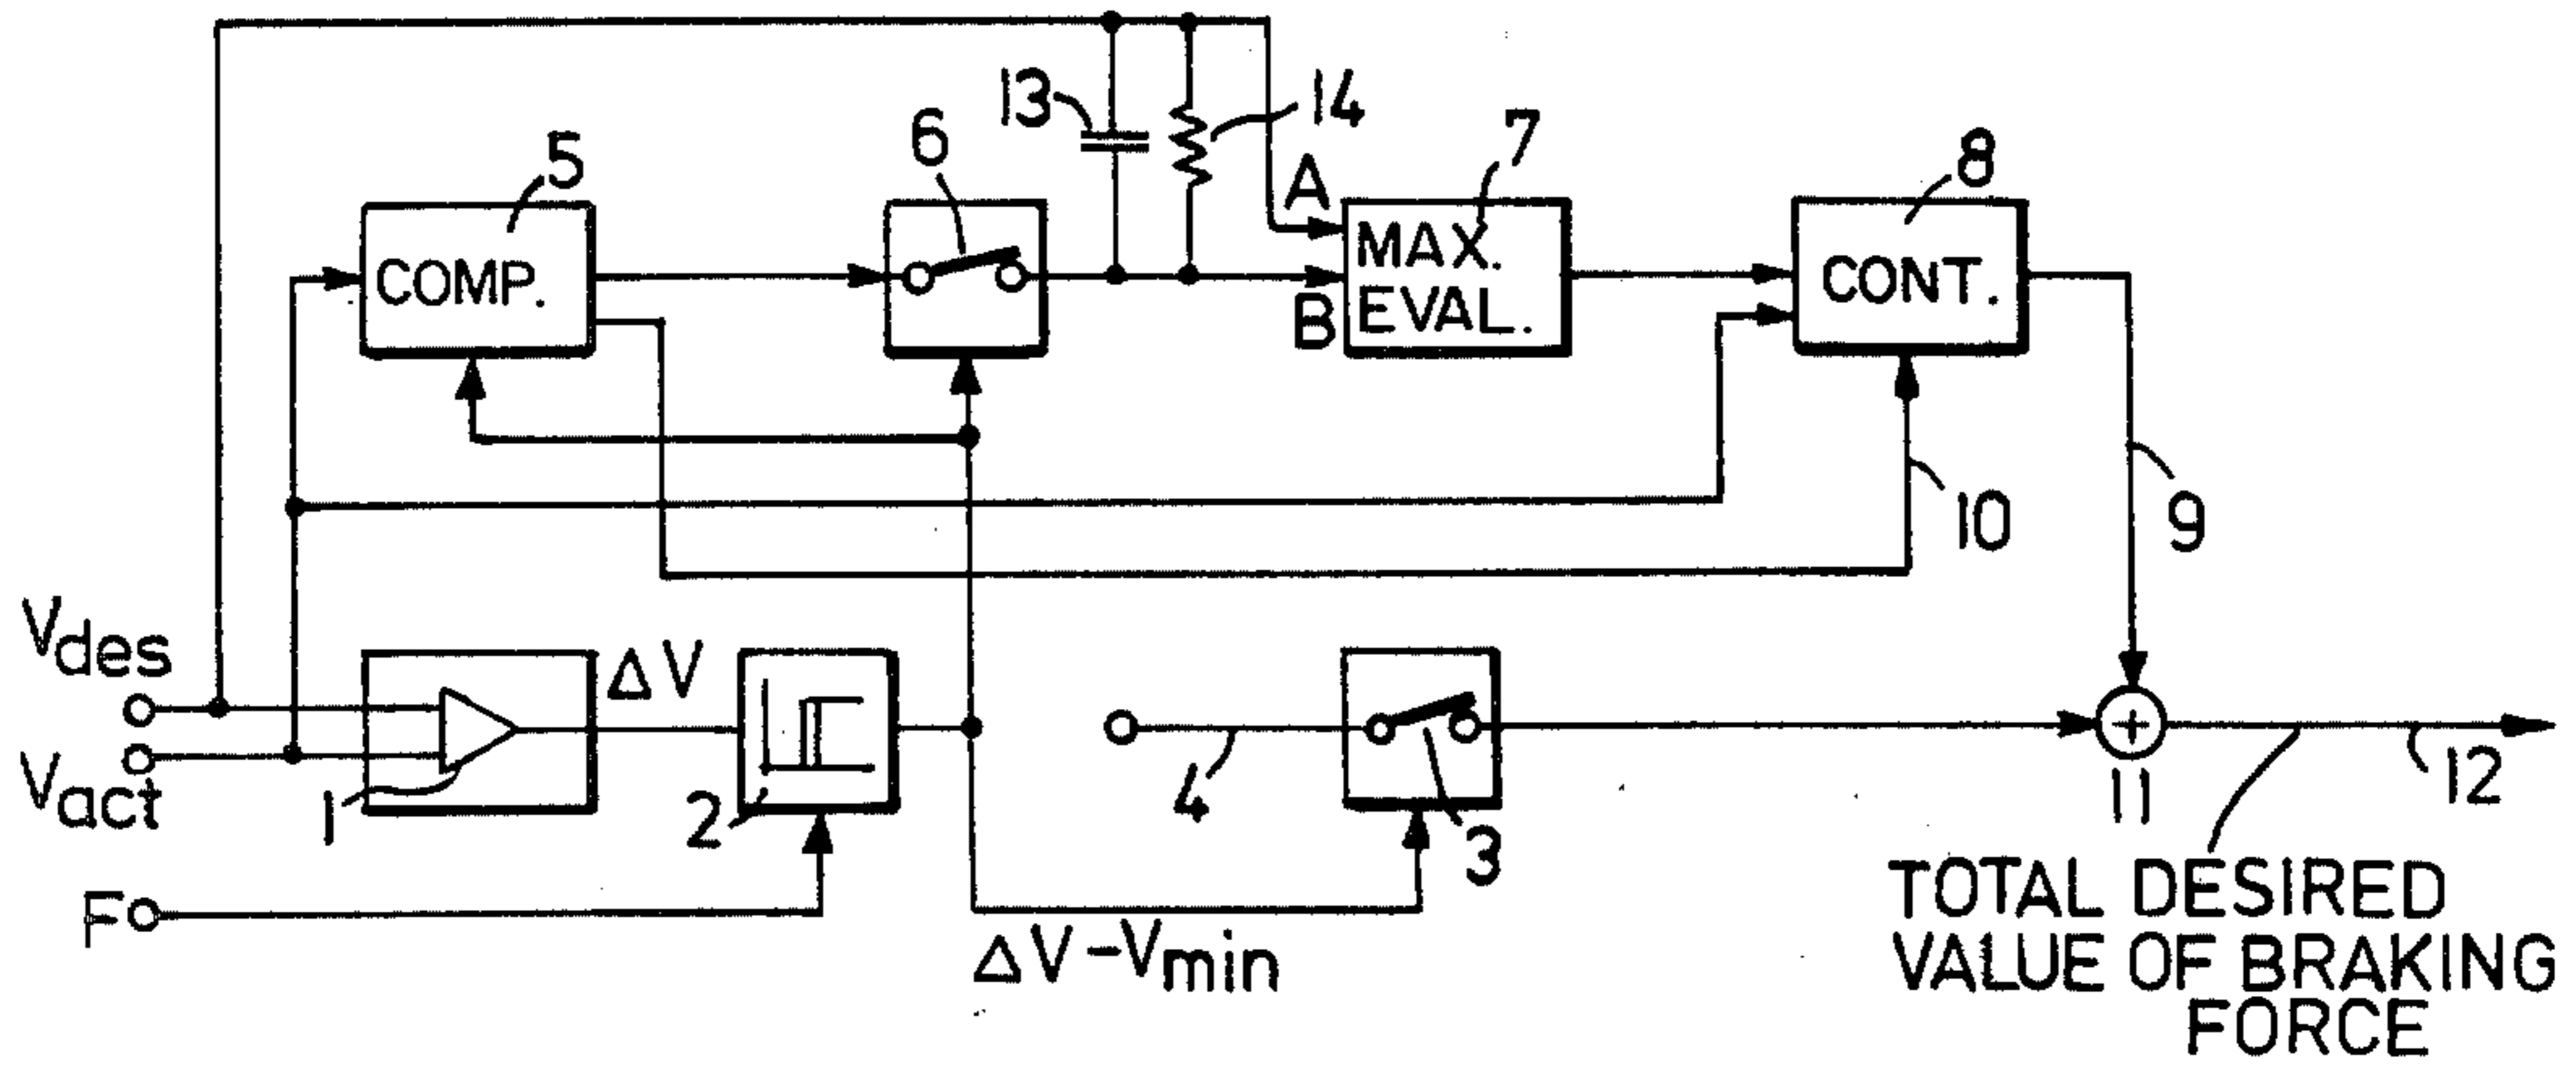 13
14
5
6
7
8
A
COMP.
MAX.
EVAL.
CONT.
B
10
9
Vdes
ΔV
Vact
1
2
4
3
11
12
F
ΔV-Vmin
TOTAL DESIRED
VALUE OF BRAKING
FORCE